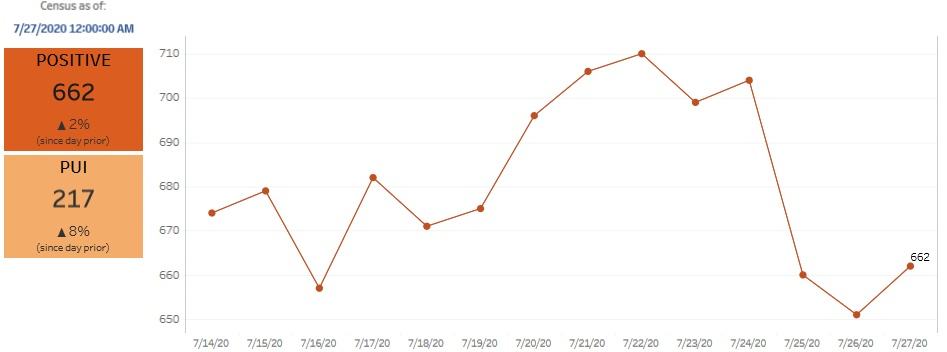 Census as of:
7/27/2020 12:00:00 AM
POSITIVE
662
▲2%
(since day prior)
PUI
217
▲8%
(since day prior)
710
700
690
680
670
660
650
662
7/14/20 7/15/20 7/16/20 7/17/20 7/18/20 7/19/20 7/20/20 7/21/20 7/22/20 7/23/20 7/24/20 7/25/20 7/26/20 7/27/20